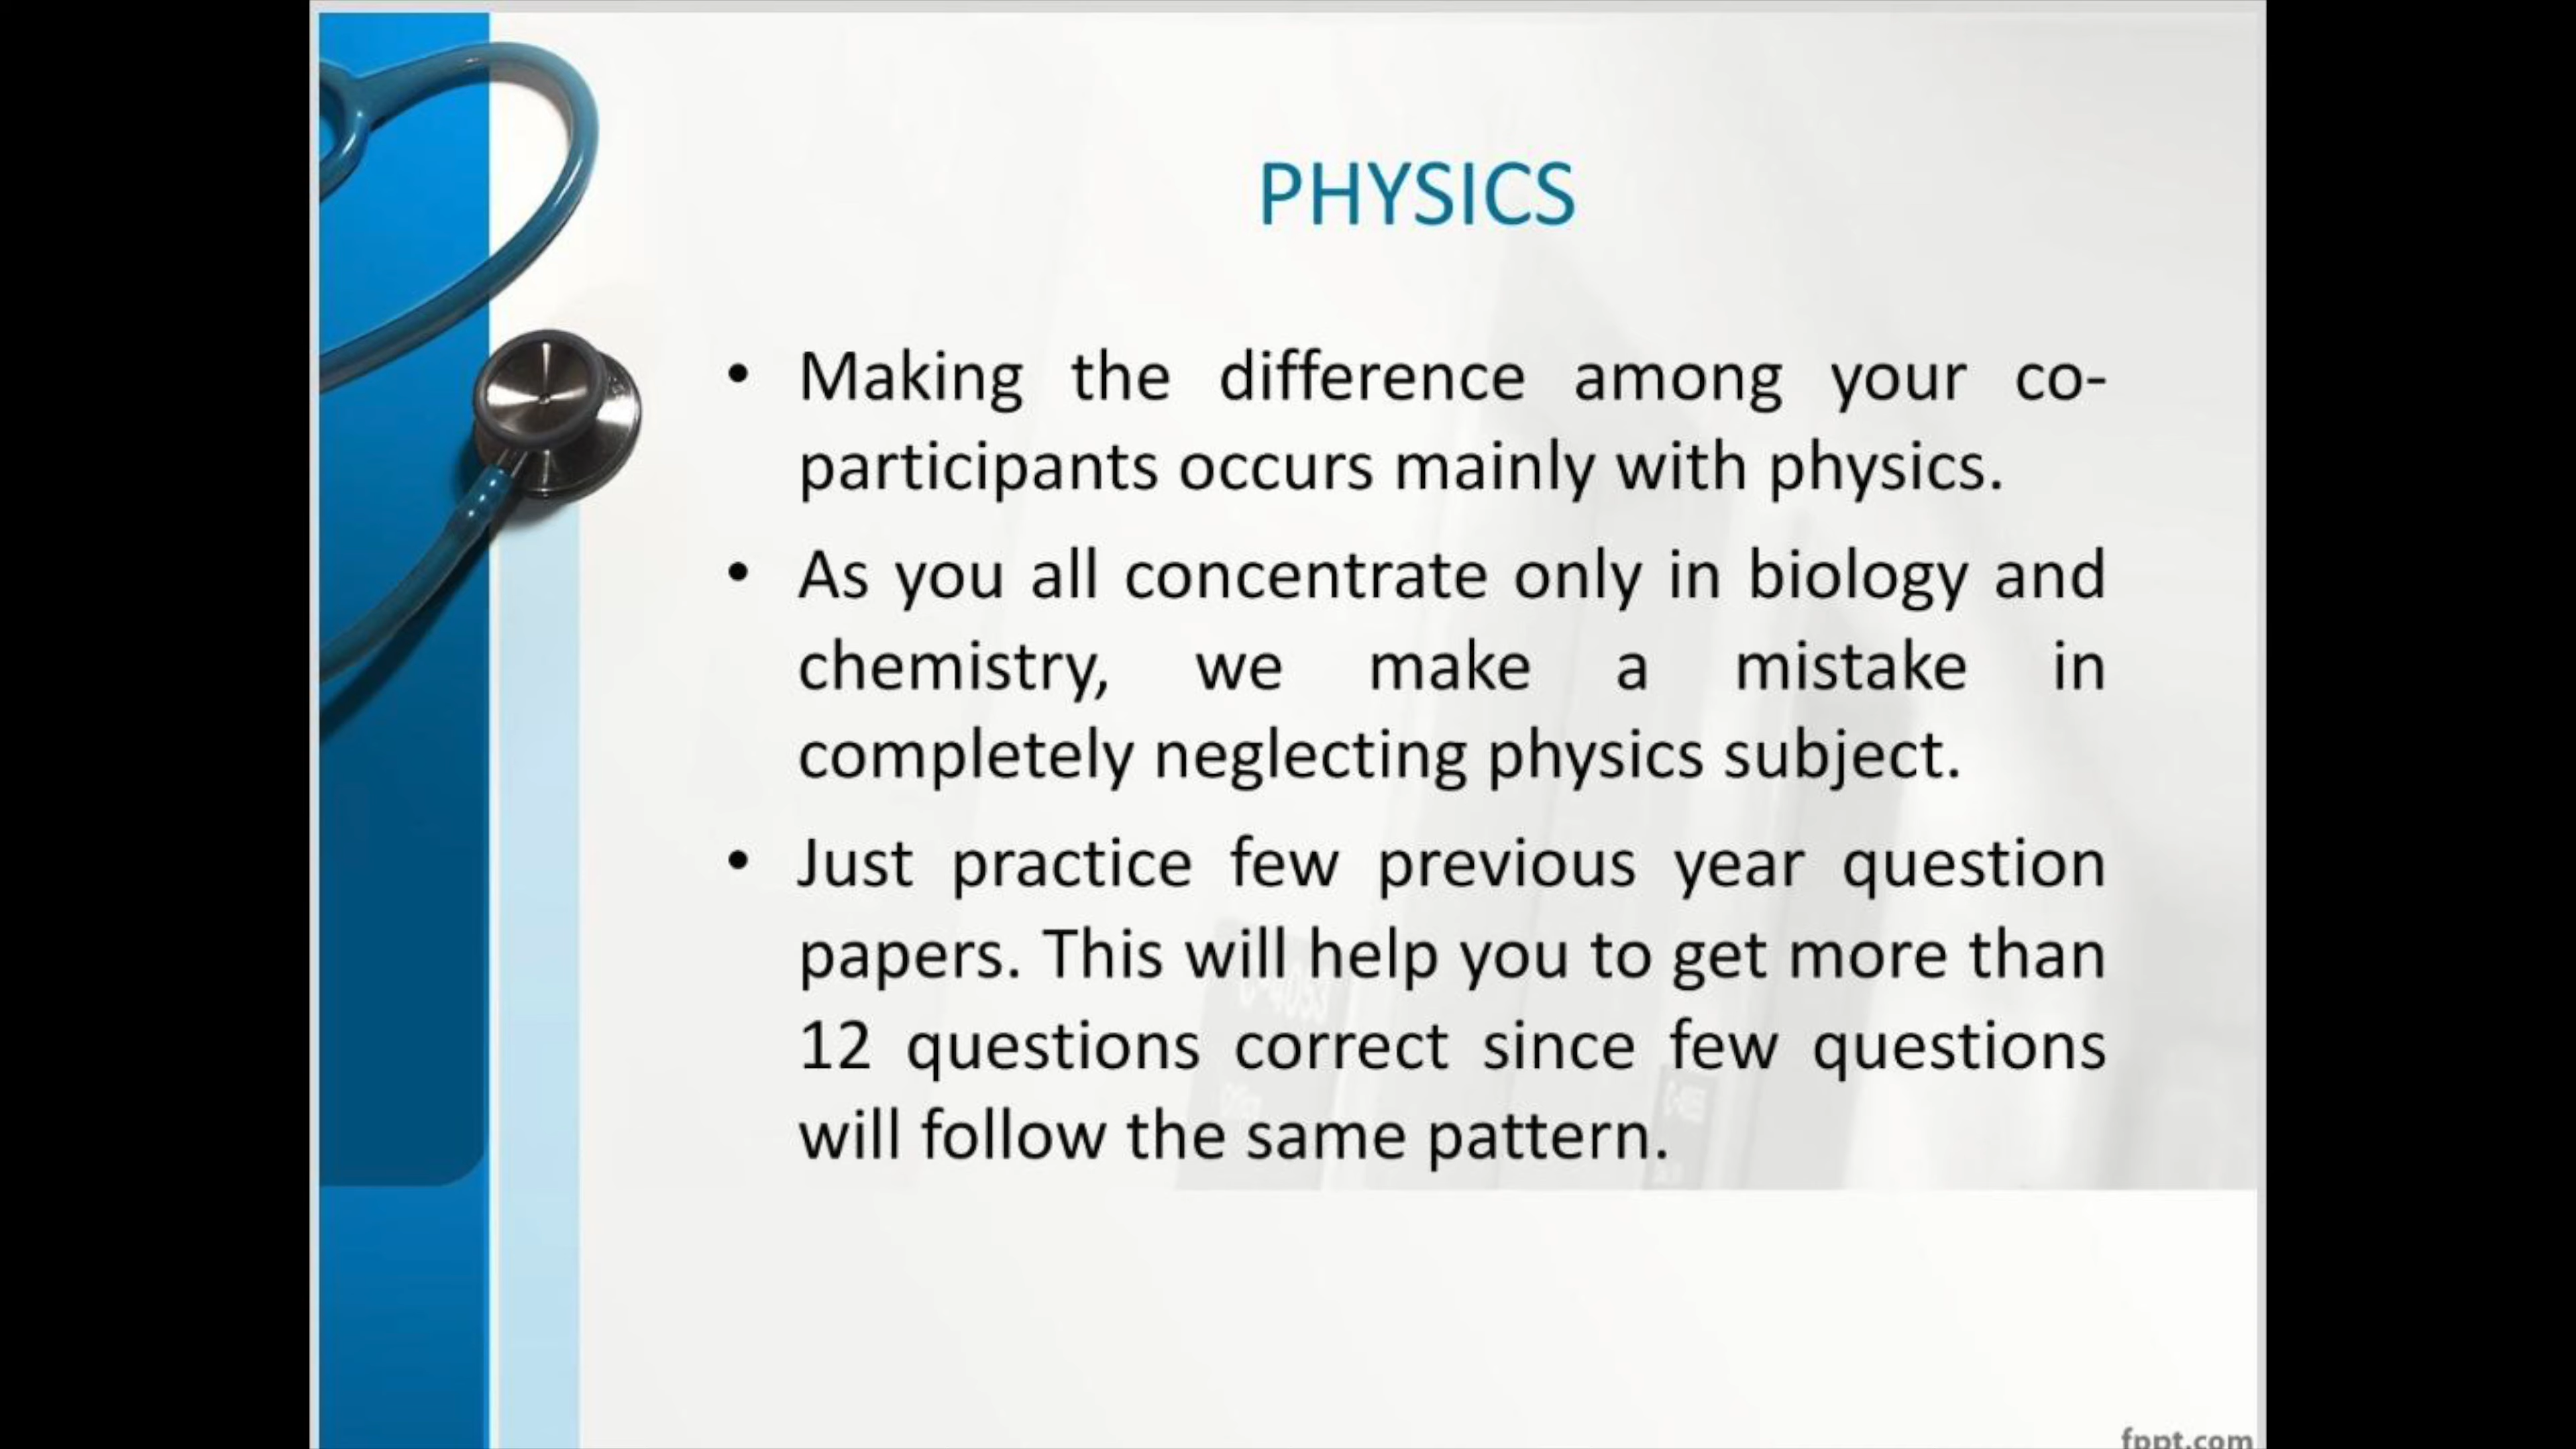 PHYSICS
• Making the difference among your co-
participants occurs mainly with physics.
• As you all concentrate only in biology and
chemistry, we make a mistake in
completely neglecting physics subject.
• Just practice few previous year question
papers. This will help you to get more than
12 questions correct since few questions
will follow the same pattern.
fppt.com